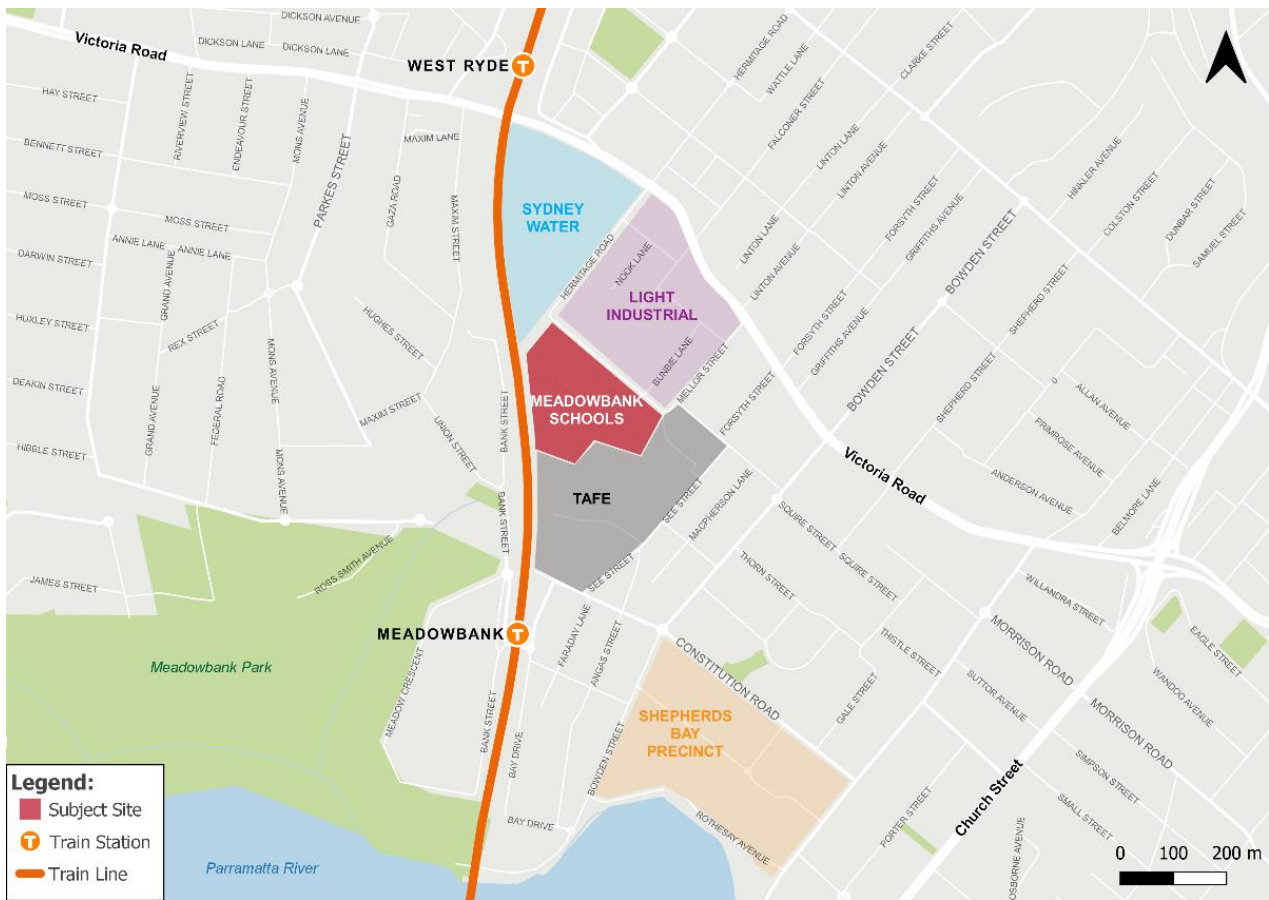 DICKSON AVENUE
Victoria Road
DICKSON LANE
DICKSON LANE
HERMITAGE ROAD
WATTLE LANE
CLARKE STREET
WEST RYDE
T
HAY STREET
RIVERVIEW STREET
ENDEAVOUR STREET
MONS AVENUE
PARKES STREET
MAXIM LANE
FALCONER STREET
BENNETT STREET
LINTON LANE
LINTON AVENUE
HINKLER AVENUE
COLSTON STREET
DUNBAR STREET
SAMUEL STREET
MOSS STREET
MOSS STREET
GAZA ROAD
MAXIM STREET
SYDNEY
WATER
FORSYTH STREET
GRIFFITHS AVENUE
BOWDEN STREET
ANNIE LANE
ANNIE LANE
DARWIN STREET
GRAND AVENUE
HERMITAGE ROAD
NOCK LANE
LINTON LANE
LINTON AVENUE
LIGHT
INDUSTRIAL
HUXLEY STREET
REX STREET
HUGHES STREET
FORSYTH STREET
GRIFFITHS AVENUE
SHEPHERD STREET
MONS AVENUE
BUNBIE LANE
MELLOR STREET
BOWDEN STREET
DEAKIN STREET
GRAND AVENUE
FEDERAL ROAD
MAXIM STREET
BANK STREET
MEADOWBANK
SCHOOLS
FORSYTH STREET
SHEPHERD STREET
ALLAN AVENUE
PRIMROSE AVENUE
HIBBLE STREET
MONS AVENUE
UNION STREET
Victoria Road
ANDERSON AVENUE
BELMORE LANE
TAFE
BANK STREET
SEE STREET
MACPHERSON LANE
SQUIRE STREET
SQUIRE STREET
JAMES STREET
ROSS SMITH AVENUE
SEE STREET
THORN STREET
WILLANDRA STREET
MEADOWBANK
T
FARADAY LANE
ANGAS STREET
CONSTITUTION ROAD
THISTLE STREET
MORRISON ROAD
EAGLE STREET
Meadowbank Park
MEADOW CRESCENT
BANK STREET
BAY DRIVE
BOWDEN STREET
SHEPHERDS
BAY
PRECINCT
GALE STREET
SUTTOR AVENUE
MORRISON ROAD
WANDOO AVENUE
SIMPSON STREET
SMALL STREET
Church Street
BAY DRIVE
ROTHESAY AVENUE
PORTER STREET
OSBORNE AVENUE
Parramatta River
Legend:
Subject Site
T Train Station
Train Line
0 100 200 m